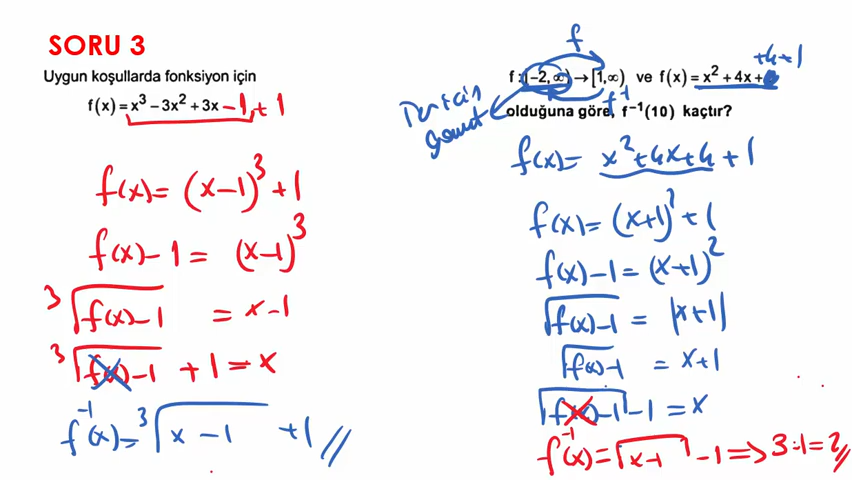 SORU 3
Uygun koşullarda fonksiyon için
f(x) = x³ − 3x² + 3x − 1 + 1
f(x) = (x−1)³ + 1
f(x) − 1 = (x−1)³
³√(f(x)−1) = x−1
³√(f(x)−1) + 1 = x
f⁻¹(x) = ³√(x − 1) + 1 //
f
+4+1
f : (−2, ∞) → [1, ∞) ve f(x) = x² + 4x +
f⁻¹
olduğuna göre, f⁻¹(10) kaçtır?
f(x) = x² + 4x + 4 + 1
f(x) = (x+1)² + 1
f(x) − 1 = (x+1)²
√(f(x)−1) = |x+1|
√(f(x)−1) = x+1
√(f(x)−1) − 1 = x
f⁻¹(x) = √(x−1) − 1 => 3-1=2 //